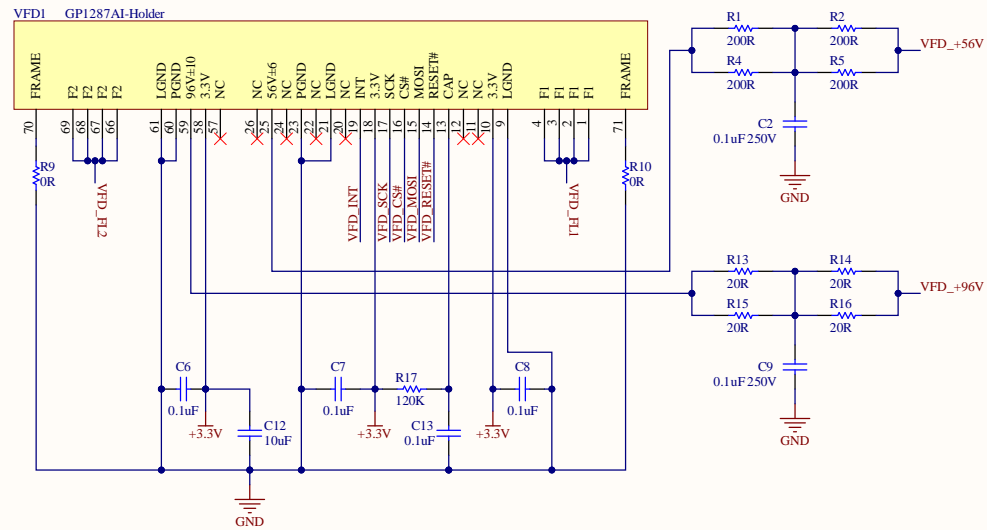 VFD1 GP1287AI-Holder
FRAME
F2
F2
F2
F2
LGND
PGND
96V±10
3.3V
NC
NC
56V±6
NC
PGND
NC
LGND
NC
INT
3.3V
SCK
CS#
MOSI
RESET#
CAP
NC
NC
3.3V
LGND
F1
F1
F1
F1
FRAME
70
69
68
67
66
61
60
59
58
57
26
25
24
23
22
21
20
19
18
17
16
15
14
13
12
11
10
9
4
3
2
1
71
R9
0R
VFD_FL2
VFD_INT
VFD_SCK
VFD_CS#
VFD_MOSI
VFD_RESET#
VFD_FL1
R10
0R
R1
200R
R2
200R
R4
200R
R5
200R
VFD_+56V
C2
0.1uF 250V
GND
R13
20R
R14
20R
R15
20R
R16
20R
VFD_+96V
C9
0.1uF 250V
GND
C6
0.1uF
+3.3V
C12
10uF
C7
0.1uF
+3.3V
R17
120K
C13
0.1uF
+3.3V
C8
0.1uF
GND